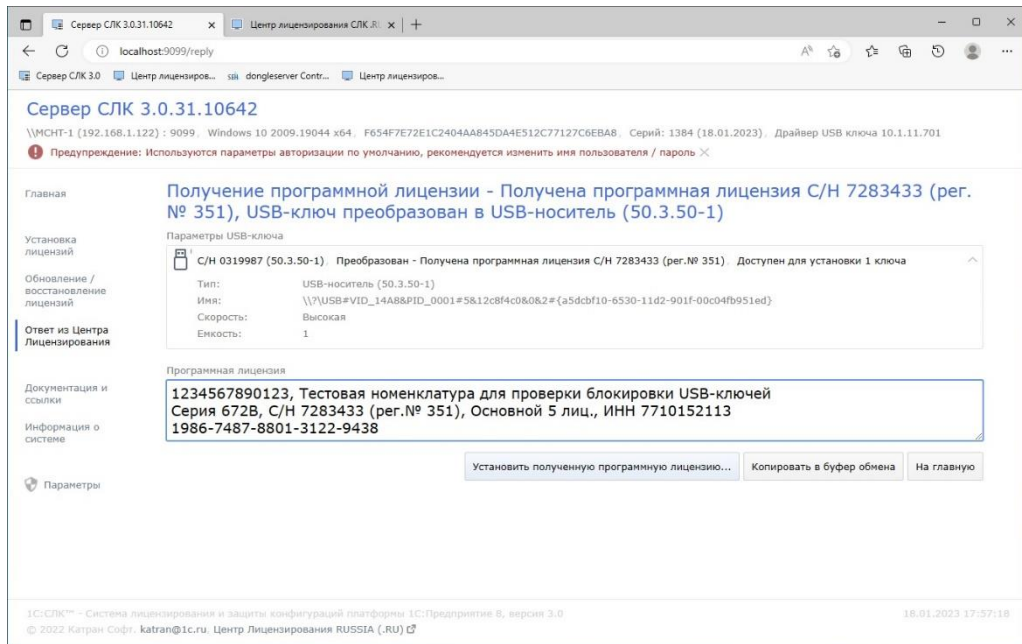 Сервер СЛК 3.0.31.10642
Центр лицензирования СЛК .RU
localhost:9099/reply
Сервер СЛК 3.0
Центр лицензиров...
dongleserver Contr...
Центр лицензиров...
Сервер СЛК 3.0.31.10642
\\MCHT-1 (192.168.1.122) : 9099, Windows 10 2009.19044 x64, F654F7E72E1C2404AA845DA4E512C77127C6EBA8, Серий: 1384 (18.01.2023), Драйвер USB ключа 10.1.11.701
Предупреждение: Используются параметры авторизации по умолчанию, рекомендуется изменить имя пользователя / пароль
Главная
Установка
лицензий
Обновление /
восстановление
лицензий
Ответ из Центра
Лицензирования
Документация и
ссылки
Информация о
системе
Параметры
Получение программной лицензии - Получена программная лицензия С/Н 7283433 (рег.
№ 351), USB-ключ преобразован в USB-носитель (50.3.50-1)
Параметры USB-ключа
С/Н 0319987 (50.3.50-1), Преобразован - Получена программная лицензия С/Н 7283433 (рег.№ 351), Доступен для установки 1 ключа
Тип: USB-носитель (50.3.50-1)
Имя: \\?\USB#VID_14A8&PID_0001#5&12c8f4c0&0&2#{a5dcbf10-6530-11d2-901f-00c04fb951ed}
Скорость: Высокая
Емкость: 1
Программная лицензия
1234567890123, Тестовая номенклатура для проверки блокировки USB-ключей
Серия 672B, С/Н 7283433 (рег.№ 351), Основной 5 лиц., ИНН 7710152113
1986-7487-8801-3122-9438
Установить полученную программную лицензию...
Копировать в буфер обмена
На главную
1С:СЛК™ - Система лицензирования и защиты конфигураций платформы 1С:Предприятие 8, версия 3.0
18.01.2023 17:57:18
© 2022 Катран Софт, katran@1c.ru, Центр Лицензирования RUSSIA (.RU)